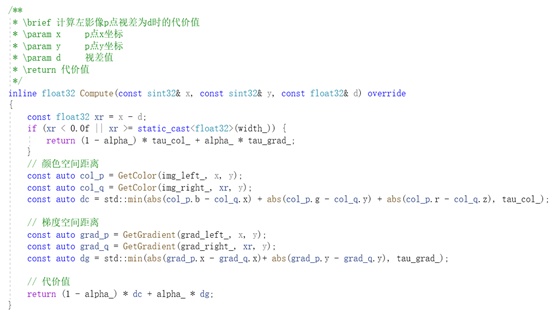 /**
 * \brief 计算左影像p点视差为d时的代价值
 * \param x     p点x坐标
 * \param y     p点y坐标
 * \param d     视差值
 * \return 代价值
 */
inline float32 Compute(const sint32& x, const sint32& y, const float32& d) override
{
    const float32 xr = x - d;
    if (xr < 0.0f || xr >= static_cast<float32>(width_)) {
        return (1 - alpha_) * tau_col_ + alpha_ * tau_grad_;
    }
    // 颜色空间距离
    const auto col_p = GetColor(img_left_, x, y);
    const auto col_q = GetColor(img_right_, xr, y);
    const auto dc = std::min(abs(col_p.b - col_q.x) + abs(col_p.g - col_q.y) + abs(col_p.r - col_q.z), tau_col_);
    // 梯度空间距离
    const auto grad_p = GetGradient(grad_left_, x, y);
    const auto grad_q = GetGradient(grad_right_, xr, y);
    const auto dg = std::min(abs(grad_p.x - grad_q.x)+ abs(grad_p.y - grad_q.y), tau_grad_);
    // 代价值
    return (1 - alpha_) * dc + alpha_ * dg;
}